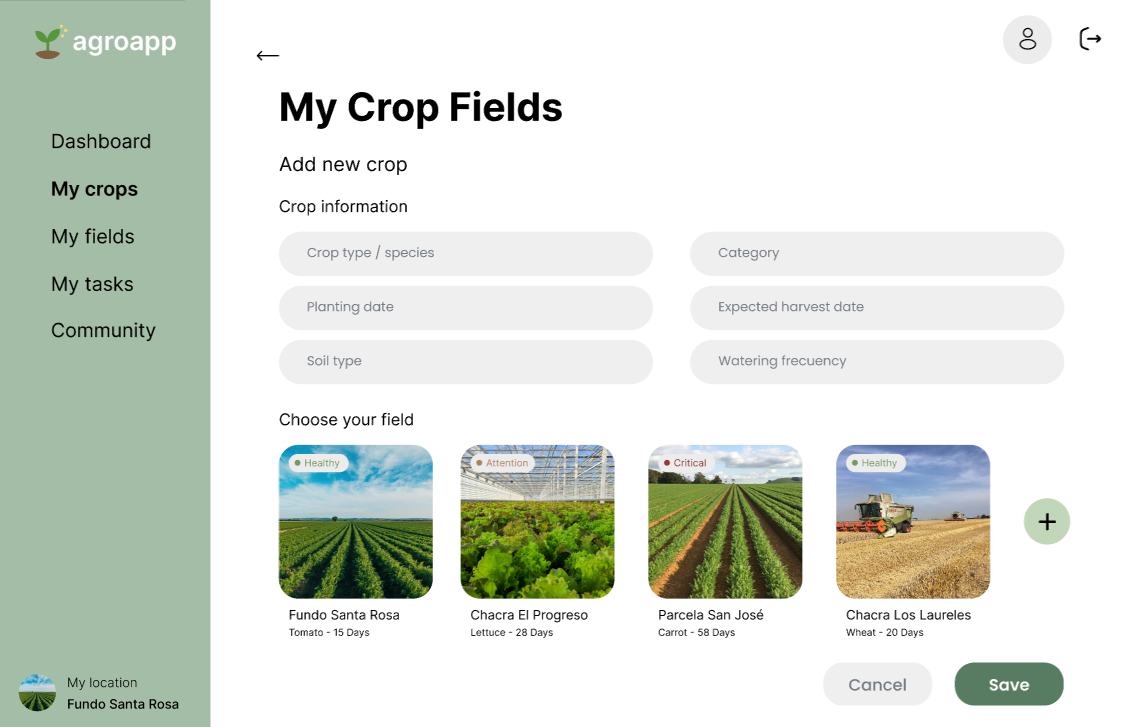 agroapp
Dashboard
My crops
My fields
My tasks
Community
My location
Fundo Santa Rosa
My Crop Fields
Add new crop
Crop information
Crop type / species
Category
Planting date
Expected harvest date
Soil type
Watering frecuency
Choose your field
Healthy
Attention
Critical
Healthy
Fundo Santa Rosa
Tomato - 15 Days
Chacra El Progreso
Lettuce - 28 Days
Parcela San José
Carrot - 58 Days
Chacra Los Laureles
Wheat - 20 Days
Cancel
Save